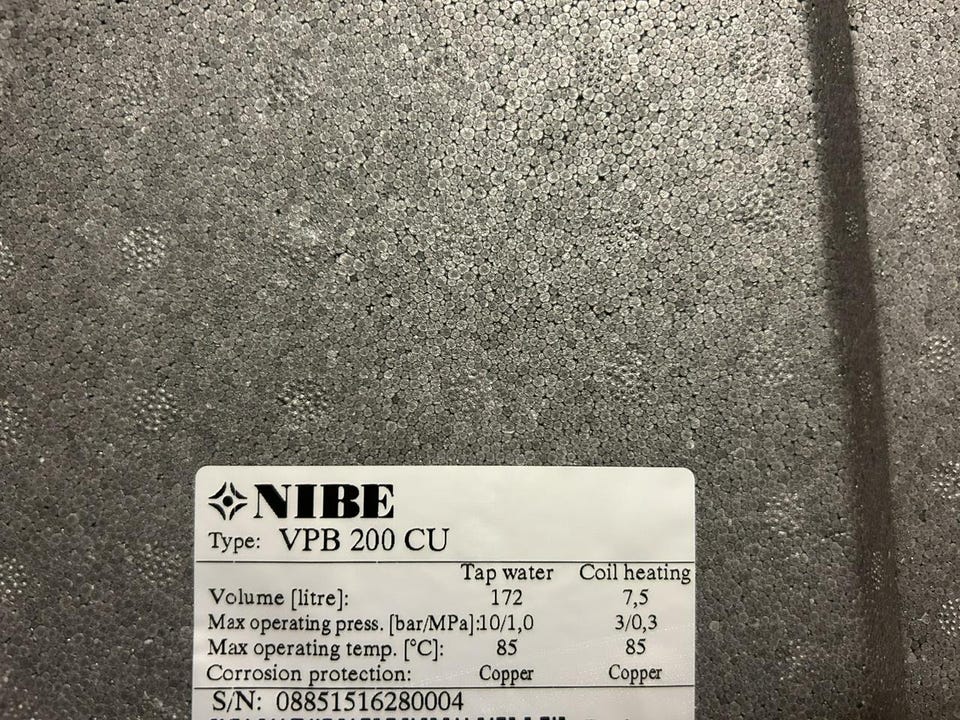 NIBE
Type: VPB 200 CU
Tap water Coil heating
Volume [litre]: 172 7,5
Max operating press. [bar/MPa]:10/1,0 3/0,3
Max operating temp. [°C]: 85 85
Corrosion protection: Copper Copper
S/N: 08851516280004